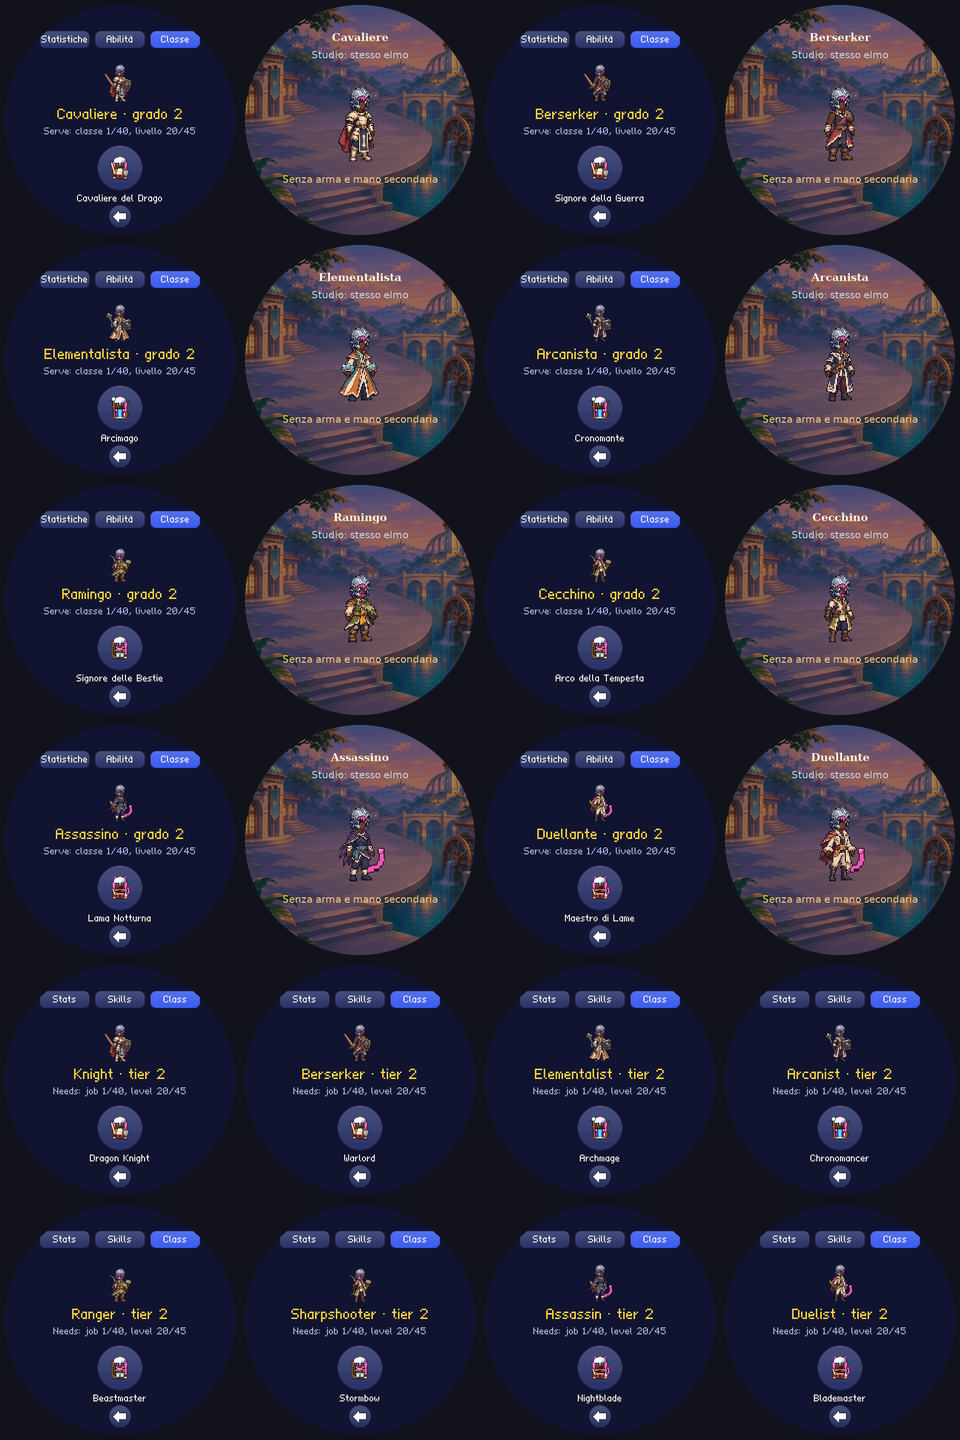 Statistiche Abilità Classe
Cavaliere · grado 2
Serve: classe 1/40, livello 20/45
Cavaliere del Drago
Cavaliere
Studio: stesso elmo
Senza arma e mano secondaria
Statistiche Abilità Classe
Berserker · grado 2
Serve: classe 1/40, livello 20/45
Signore della Guerra
Berserker
Studio: stesso elmo
Senza arma e mano secondaria
Statistiche Abilità Classe
Elementalista · grado 2
Serve: classe 1/40, livello 20/45
Arcimago
Elementalista
Studio: stesso elmo
Senza arma e mano secondaria
Statistiche Abilità Classe
Arcanista · grado 2
Serve: classe 1/40, livello 20/45
Cronomante
Arcanista
Studio: stesso elmo
Senza arma e mano secondaria
Statistiche Abilità Classe
Ramingo · grado 2
Serve: classe 1/40, livello 20/45
Signore delle Bestie
Ramingo
Studio: stesso elmo
Senza arma e mano secondaria
Statistiche Abilità Classe
Cecchino · grado 2
Serve: classe 1/40, livello 20/45
Arco della Tempesta
Cecchino
Studio: stesso elmo
Senza arma e mano secondaria
Statistiche Abilità Classe
Assassino · grado 2
Serve: classe 1/40, livello 20/45
Lama Notturna
Assassino
Studio: stesso elmo
Senza arma e mano secondaria
Statistiche Abilità Classe
Duellante · grado 2
Serve: classe 1/40, livello 20/45
Maestro di Lame
Duellante
Studio: stesso elmo
Senza arma e mano secondaria
Stats Skills Class
Knight · tier 2
Needs: job 1/40, level 20/45
Dragon Knight
Stats Skills Class
Berserker · tier 2
Needs: job 1/40, level 20/45
Warlord
Stats Skills Class
Elementalist · tier 2
Needs: job 1/40, level 20/45
Archmage
Stats Skills Class
Arcanist · tier 2
Needs: job 1/40, level 20/45
Chronomancer
Stats Skills Class
Ranger · tier 2
Needs: job 1/40, level 20/45
Beastmaster
Stats Skills Class
Sharpshooter · tier 2
Needs: job 1/40, level 20/45
Stormbow
Stats Skills Class
Assassin · tier 2
Needs: job 1/40, level 20/45
Nightblade
Stats Skills Class
Duelist · tier 2
Needs: job 1/40, level 20/45
Blademaster